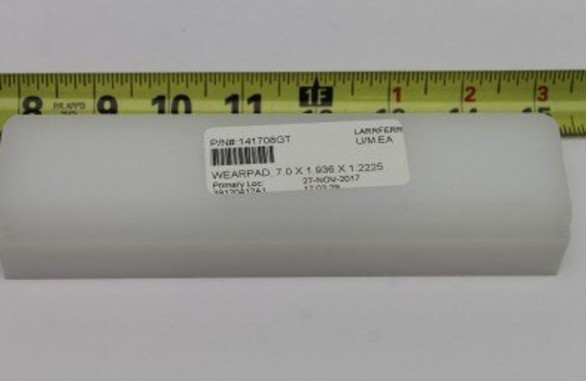 1F 1 2 3
8 9 10 11
P/N# 141708GT LARRFERN
U/M:EA
WEARPAD, 7.0 X 1.936 X 1.2225
Primary Loc: 27-NOV-2017